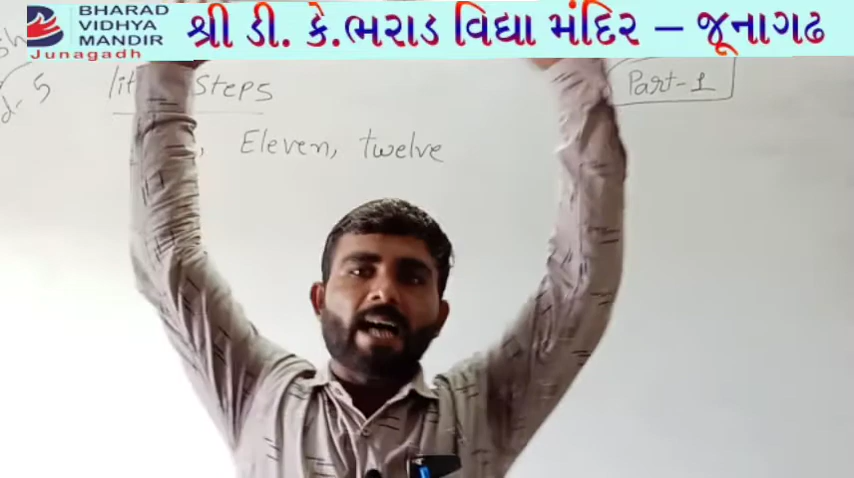 BHARAD
VIDHYA
MANDIR
Junagadh
શ્રી ડી. કે.ભરાડ વિદ્યા મંદિર – જૂનાગઢ
Steps
Part-1
Eleven, twelve